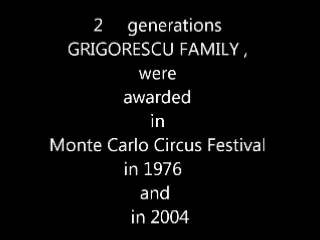 2 generations
GRIGORESCU FAMILY ,
were
awarded
in
Monte Carlo Circus Festival
in 1976
and
in 2004